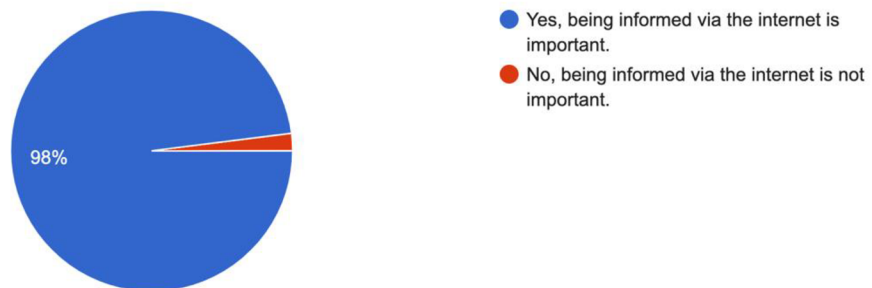 98%
Yes, being informed via the internet is
important.
No, being informed via the internet is not
important.